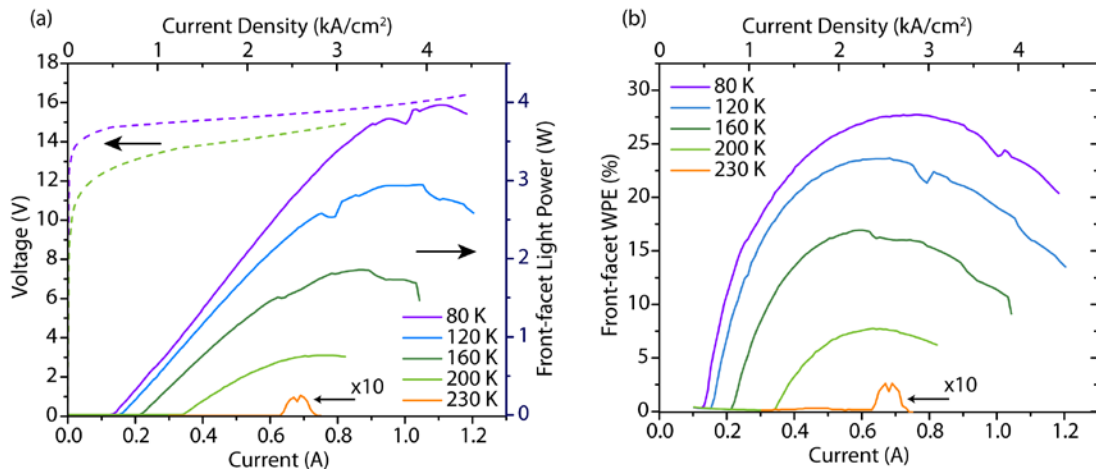 (a)
Current Density (kA/cm²)
0 1 2 3 4
18
16
14
12
10
8
6
4
2
0
Voltage (V)
4
3
2
1
0
Front-facet Light Power (W)
80 K
120 K
160 K
200 K
230 K
x10
0.0 0.2 0.4 0.6 0.8 1.0 1.2
Current (A)
(b)
Current Density (kA/cm²)
0 1 2 3 4
30
25
20
15
10
5
0
Front-facet WPE (%)
80 K
120 K
160 K
200 K
230 K
x10
0.0 0.2 0.4 0.6 0.8 1.0 1.2
Current (A)